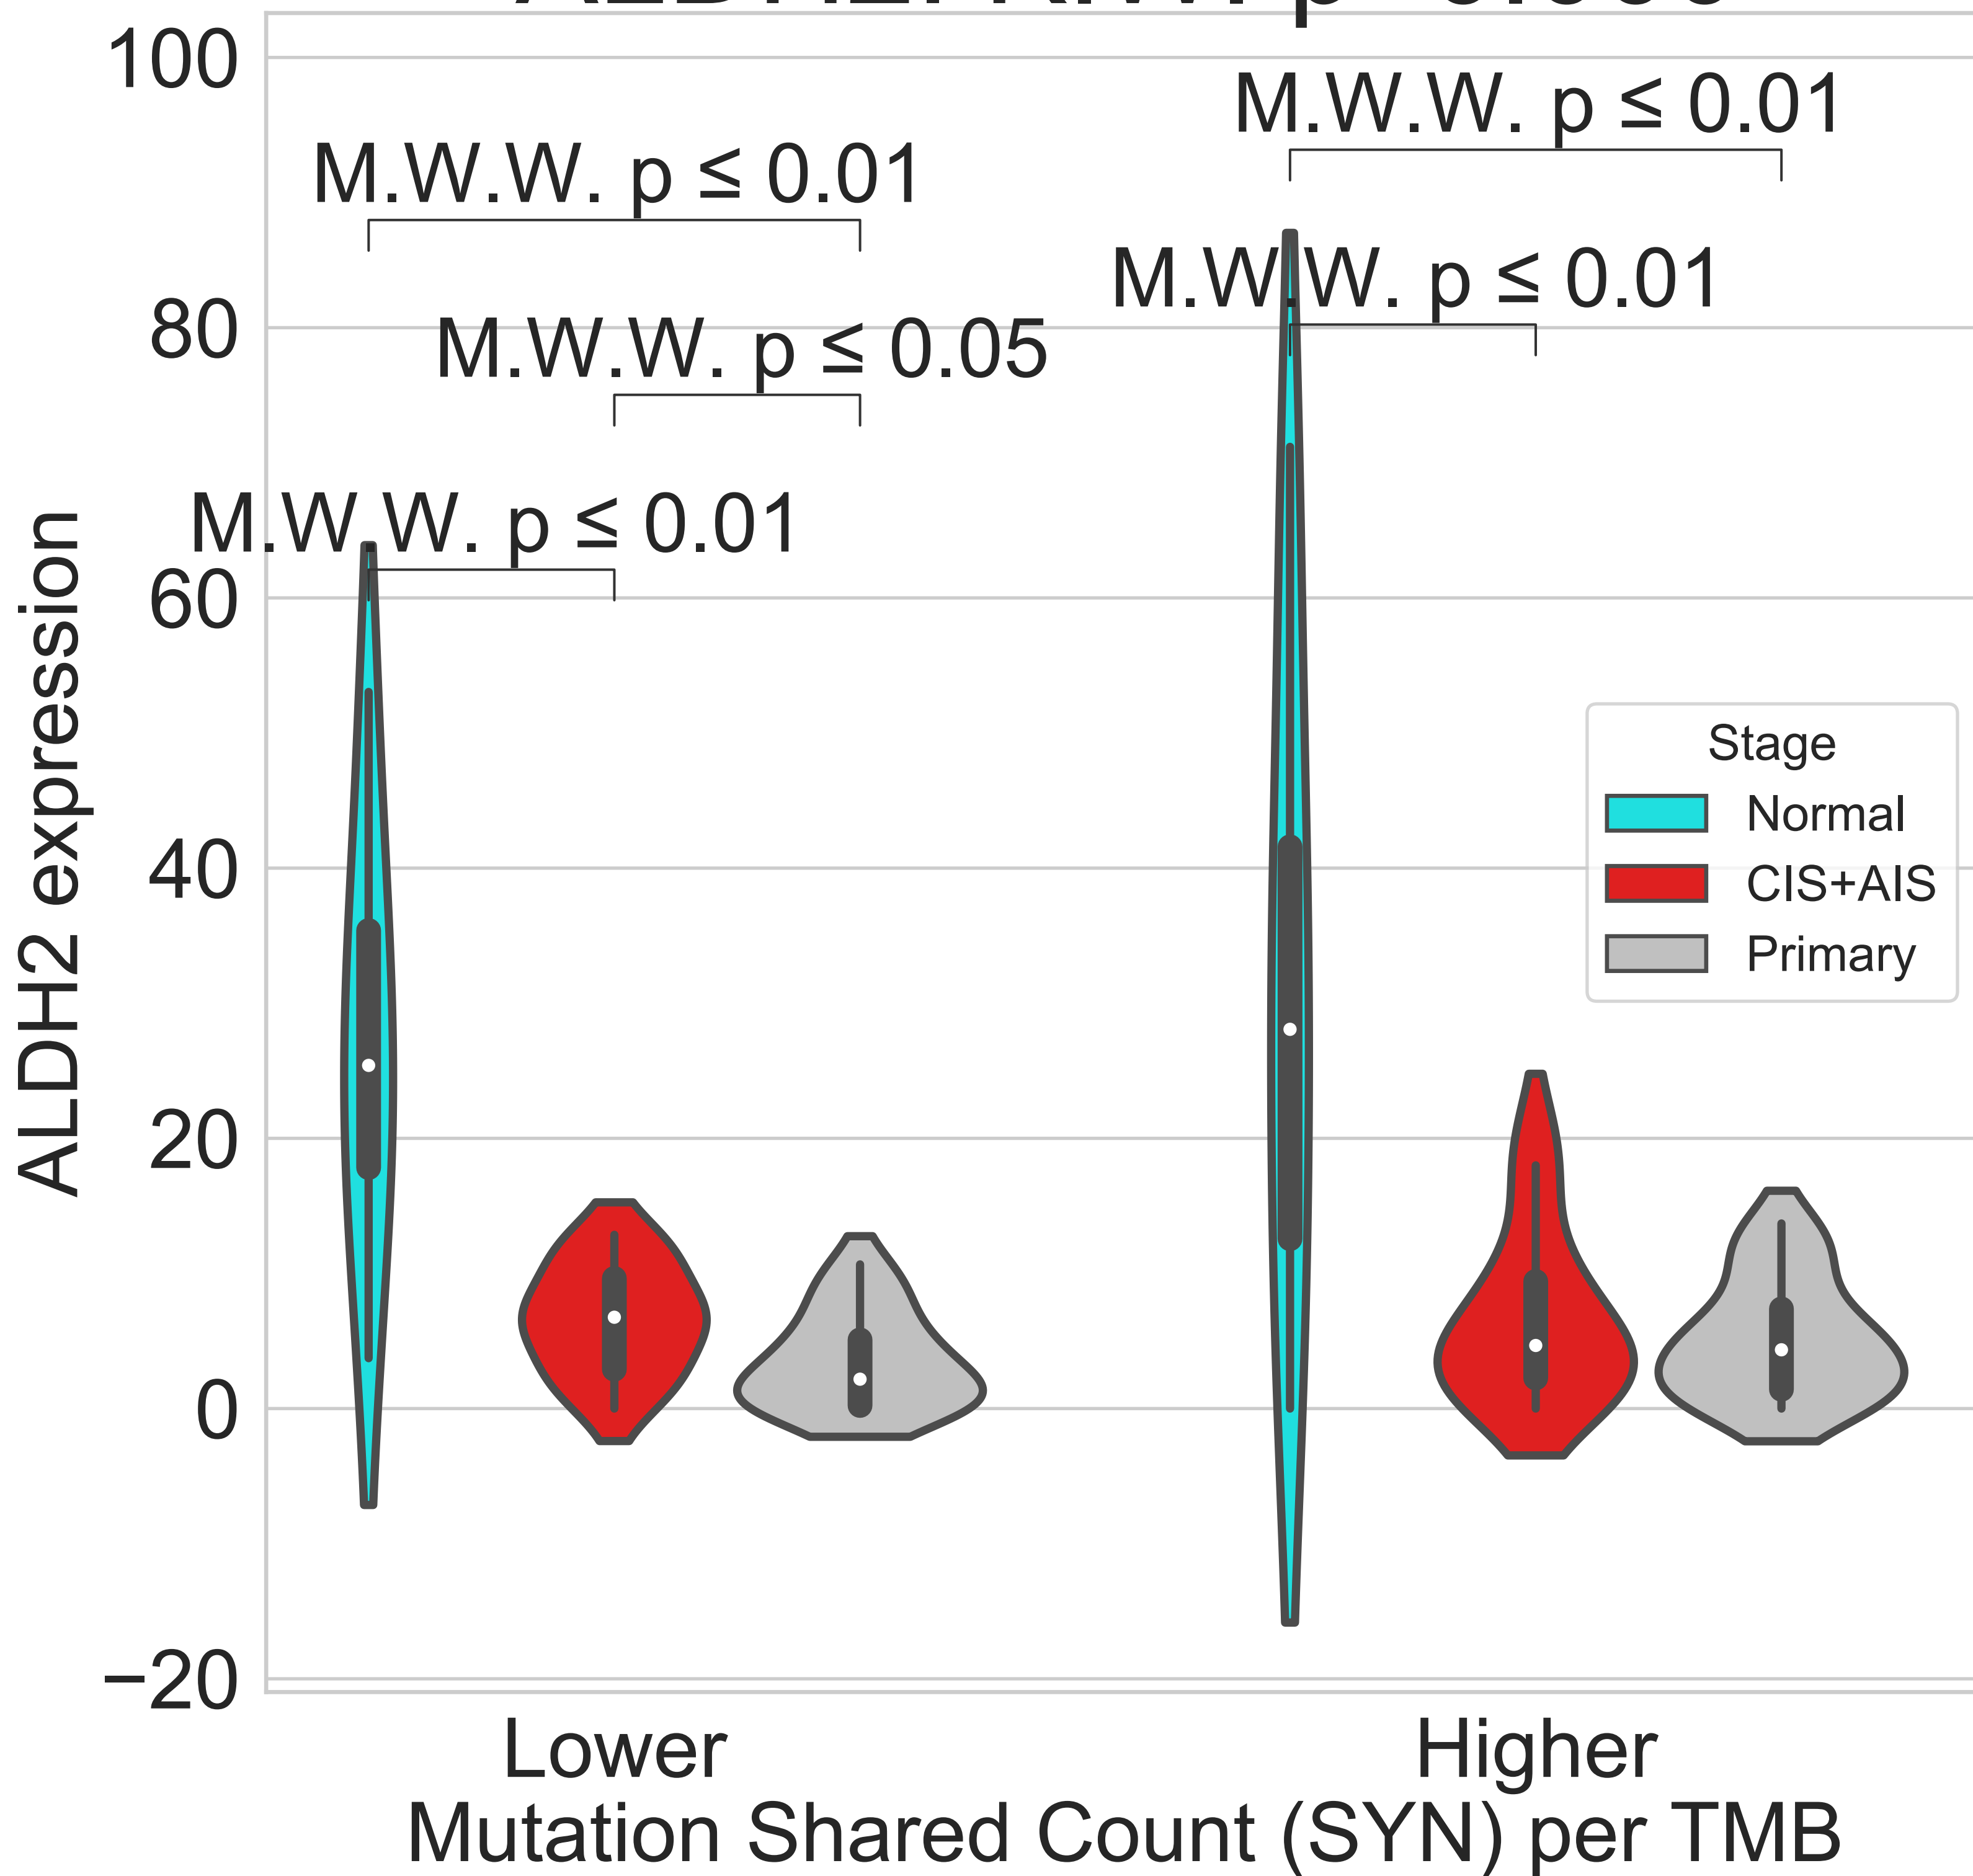 100
80
60
40
20
0
−20
ALDH2 expression
M.W.W. p ≤ 0.01
M.W.W. p ≤ 0.05
M.W.W. p ≤ 0.01
M.W.W. p ≤ 0.01
M.W.W. p ≤ 0.01
Stage
Normal
CIS+AIS
Primary
Lower
Higher
Mutation Shared Count (SYN) per TMB